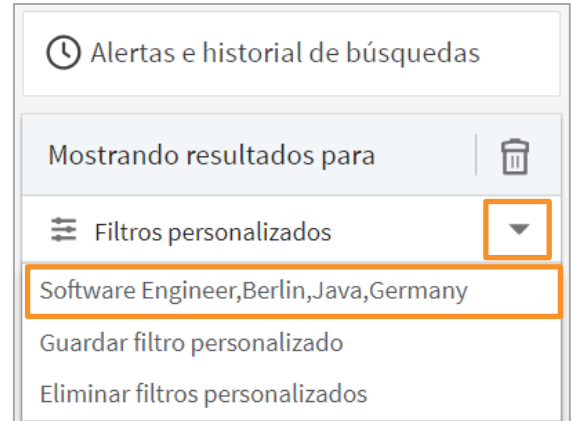 Alertas e historial de búsquedas
Mostrando resultados para
Filtros personalizados
Software Engineer,Berlin,Java,Germany
Guardar filtro personalizado
Eliminar filtros personalizados